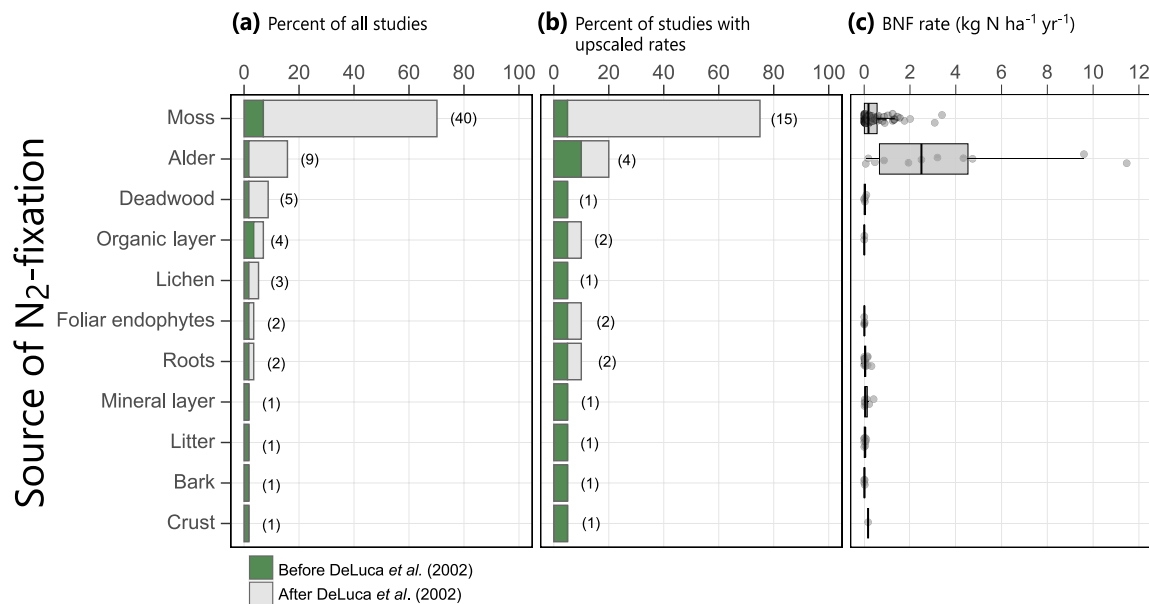 (a) Percent of all studies
(b) Percent of studies with
upscaled rates
(c) BNF rate (kg N ha⁻¹ yr⁻¹)
0 20 40 60 80 100
0 20 40 60 80 100
0 2 4 6 8 10 12
Source of N₂-fixation
Moss (40) (15)
Alder (9) (4)
Deadwood (5) (1)
Organic layer (4) (2)
Lichen (3) (1)
Foliar endophytes (2) (2)
Roots (2) (2)
Mineral layer (1) (1)
Litter (1) (1)
Bark (1) (1)
Crust (1) (1)
Before DeLuca et al. (2002)
After DeLuca et al. (2002)